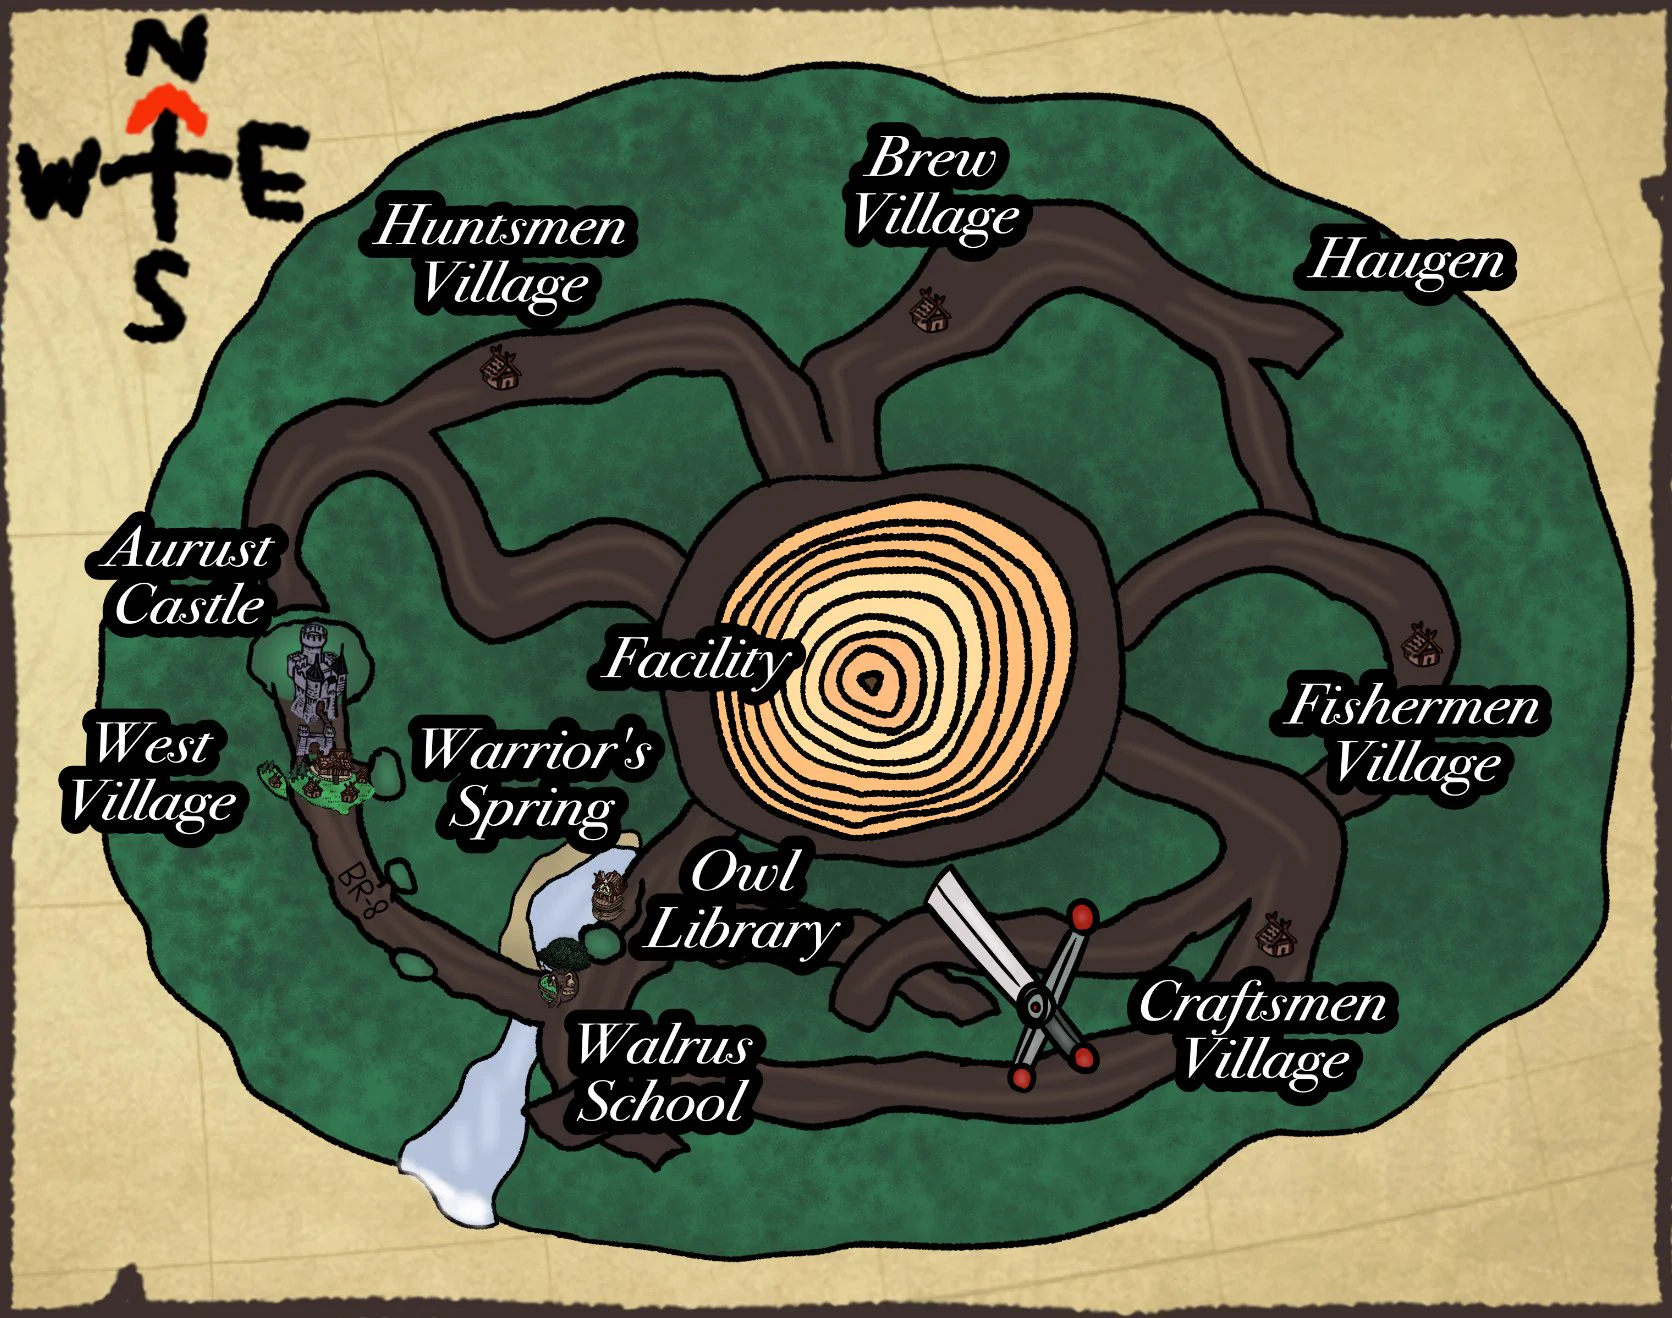 N
W E
S
Huntsmen
Village
Brew
Village
Haugen
Aurust
Castle
Facility
West
Village
Warrior's
Spring
Fishermen
Village
BR-8
Owl
Library
Walrus
School
Craftsmen
Village